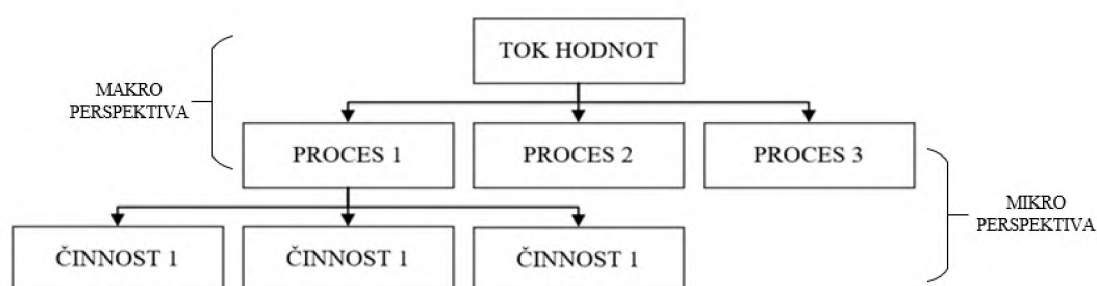 TOK HODNOT
MAKRO
PERSPEKTIVA
PROCES 1
PROCES 2
PROCES 3
MIKRO
PERSPEKTIVA
ČINNOST 1
ČINNOST 1
ČINNOST 1